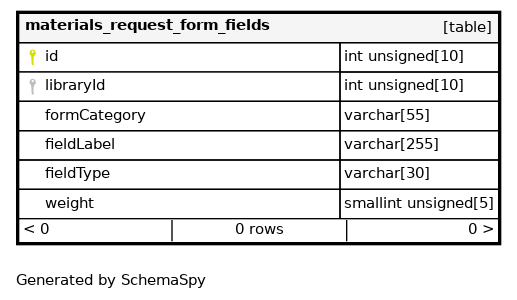 materials_request_form_fields [table]
id int unsigned[10]
libraryId int unsigned[10]
formCategory varchar[55]
fieldLabel varchar[255]
fieldType varchar[30]
weight smallint unsigned[5]
< 0 0 rows 0 >
Generated by SchemaSpy